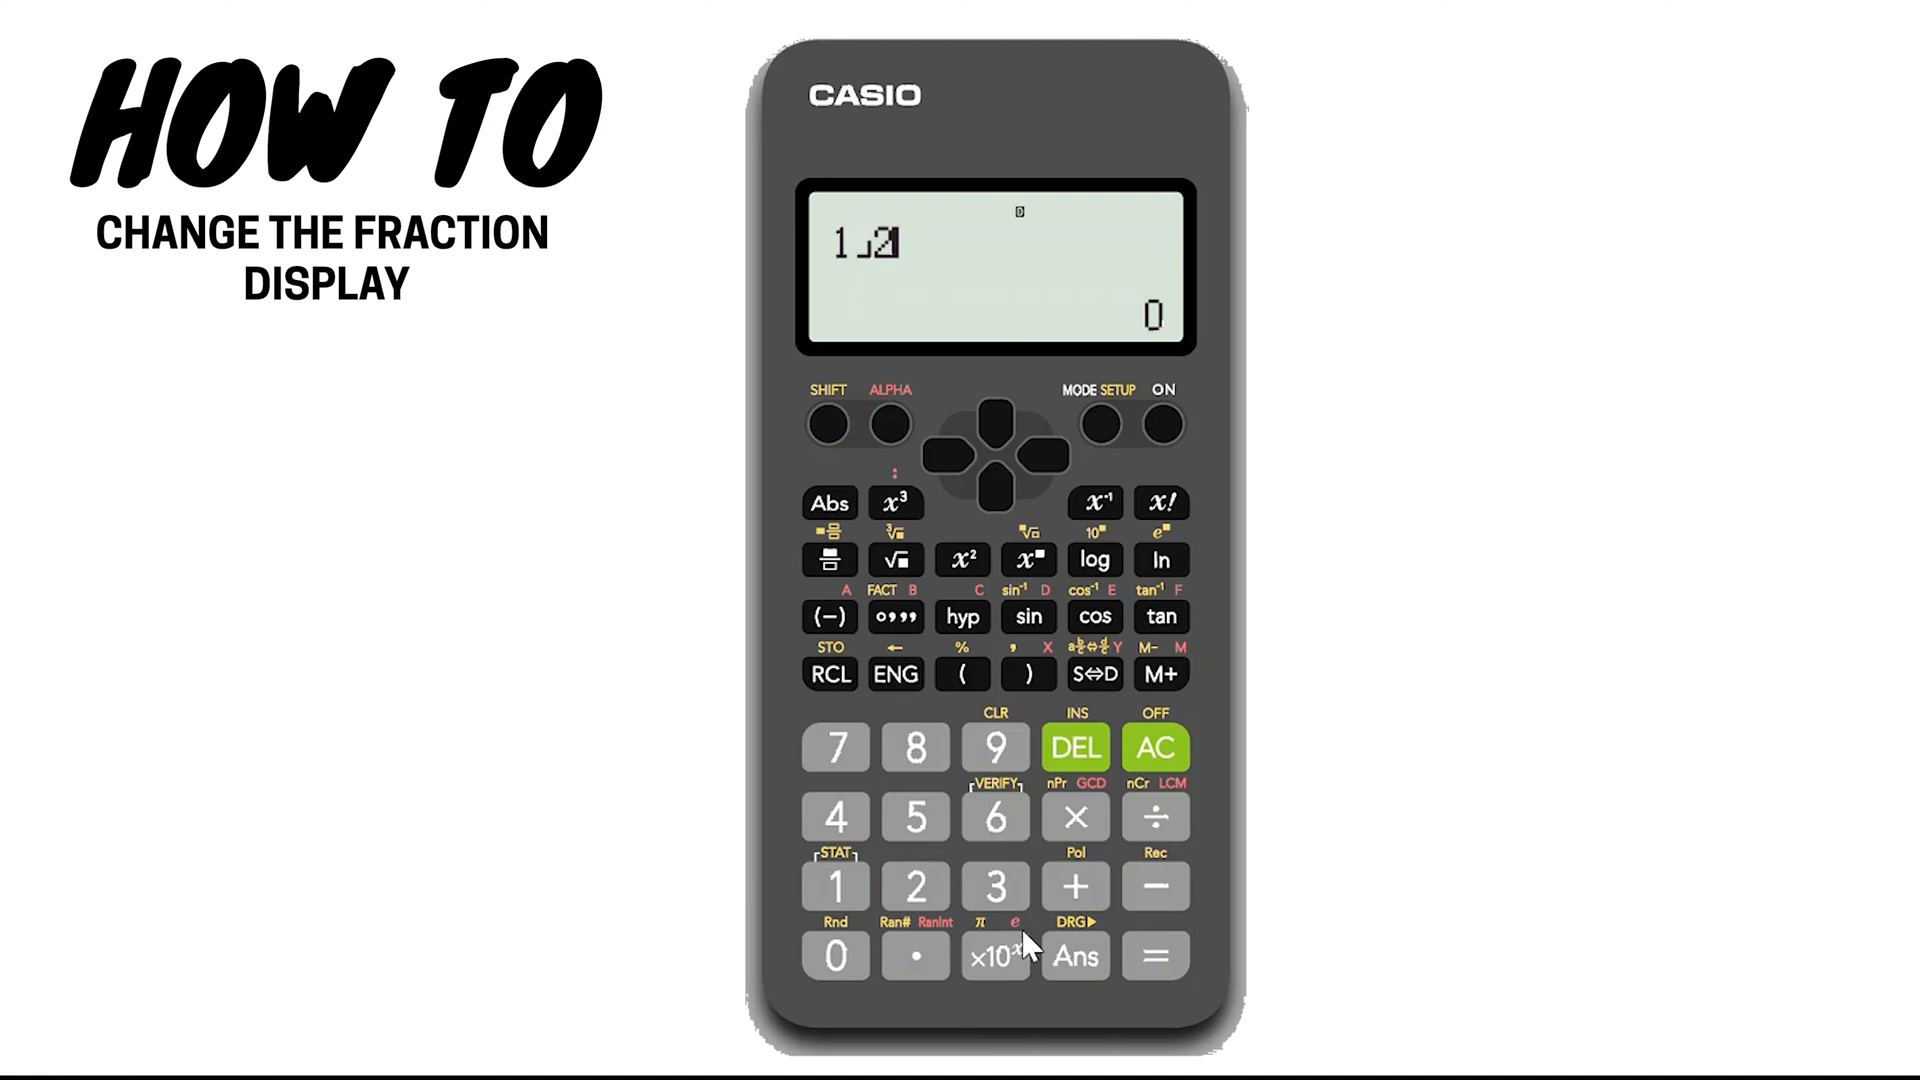 HOW TO
CHANGE THE FRACTION
DISPLAY
CASIO
D
1⌟2
0
SHIFT ALPHA MODE SETUP ON
:
Abs x³ x⁻¹ x!
³√■ ■√□ 10■ e■
√■ x² x■ log ln
A FACT B C sin⁻¹ D cos⁻¹ E tan⁻¹ F
(−) °,,, hyp sin cos tan
STO ← % , X a b/c⇔d/c Y M− M
RCL ENG ( ) S⇔D M+
CLR INS OFF
7 8 9 DEL AC
VERIFY nPr GCD nCr LCM
4 5 6 × ÷
STAT Pol Rec
1 2 3 + −
Rnd Ran# RanInt π e DRG▶
0 • ×10ˣ Ans =